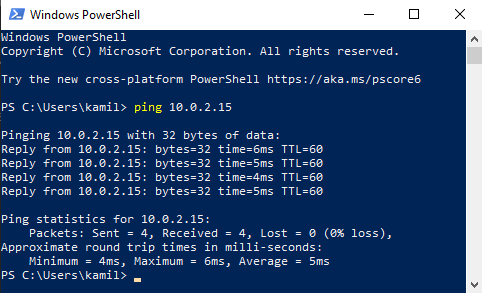 Windows PowerShell
Windows PowerShell
Copyright (C) Microsoft Corporation. All rights reserved.
Try the new cross-platform PowerShell https://aka.ms/pscore6
PS C:\Users\kamil> ping 10.0.2.15
Pinging 10.0.2.15 with 32 bytes of data:
Reply from 10.0.2.15: bytes=32 time=6ms TTL=60
Reply from 10.0.2.15: bytes=32 time=5ms TTL=60
Reply from 10.0.2.15: bytes=32 time=4ms TTL=60
Reply from 10.0.2.15: bytes=32 time=5ms TTL=60
Ping statistics for 10.0.2.15:
    Packets: Sent = 4, Received = 4, Lost = 0 (0% loss),
Approximate round trip times in milli-seconds:
    Minimum = 4ms, Maximum = 6ms, Average = 5ms
PS C:\Users\kamil>